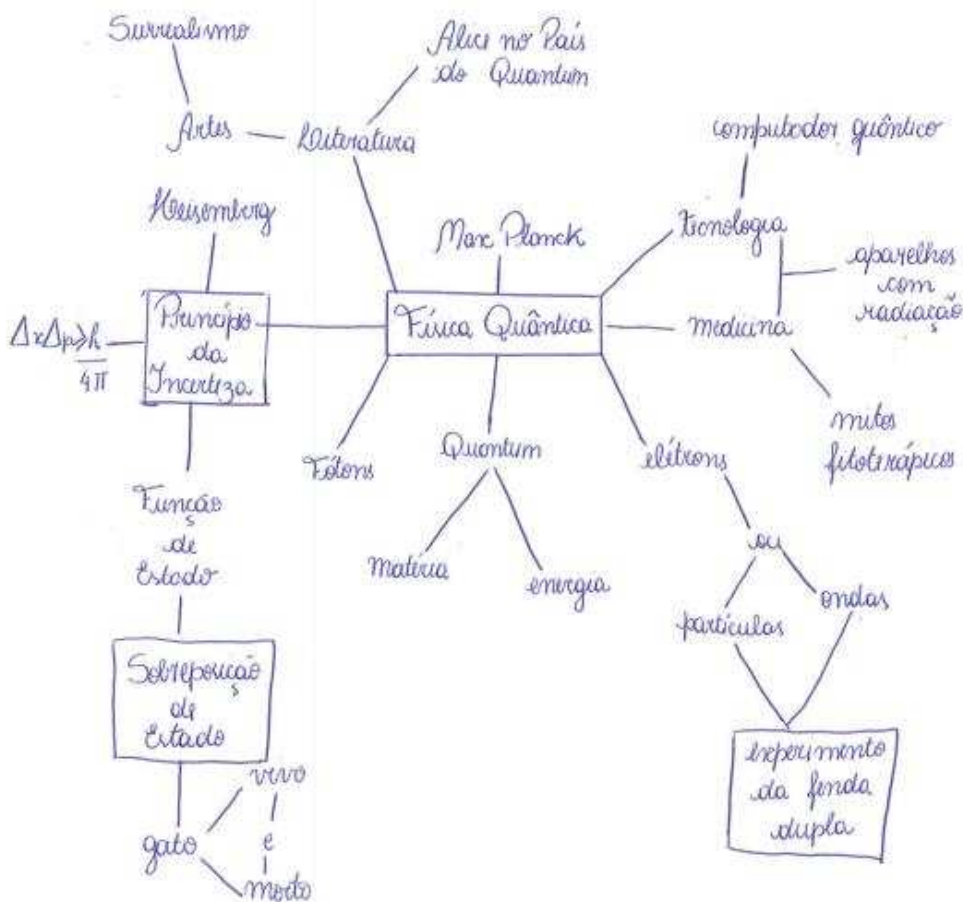 Surrealismo
Alice no País
do Quantum
Artes
Literatura
computador quântico
Heisemberg
Max Planck
tecnologia
aparelhos
com
radiação
Princípio
da
Incerteza
Física Quântica
medicina
ΔxΔp≥h
4π
mitos
fitoterápicos
Fótons
Quantum
elétrons
Função
de
Estado
matéria
energia
ou
partículas
ondas
Sobreposição
de
Estado
experimento
da fenda
dupla
vivo
gato
e
morto